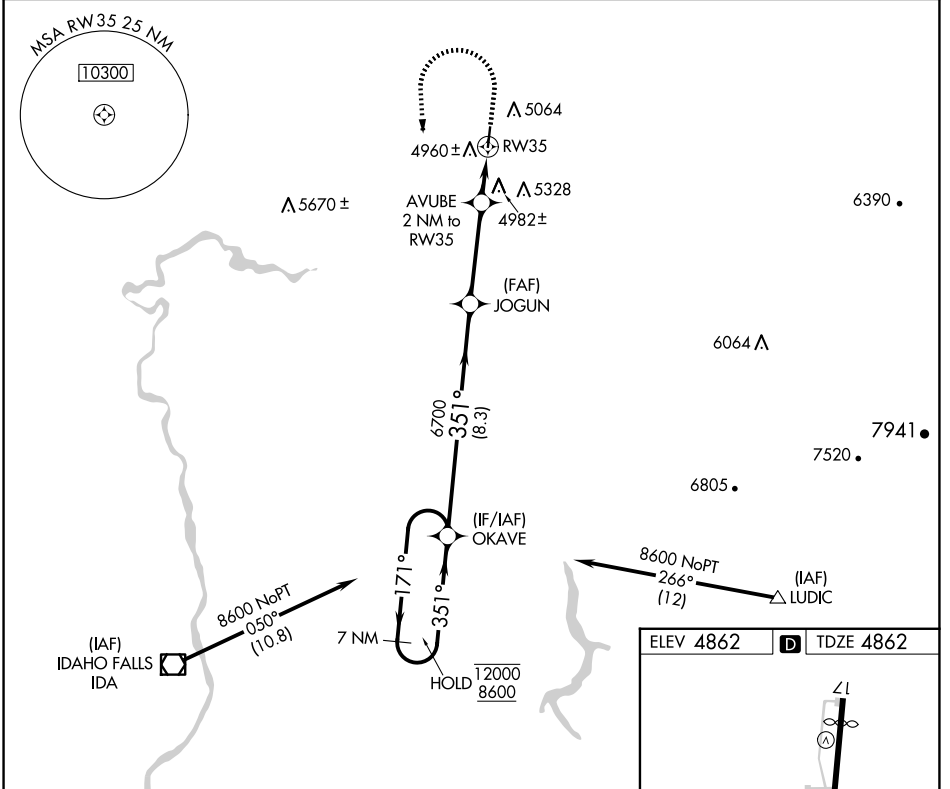 MSA RW35 25 NM
10300
5064
4960 ±
RW35
5670 ±
AVUBE
2 NM to
RW35
5328
4982 ±
6390
(FAF)
JOGUN
6064
6700
351°
(8.3)
7941
7520
6805
(IF/IAF)
OKAVE
8600 NoPT
266°
(12)
(IAF)
LUDIC
171°
351°
8600 NoPT
050°
(10.8)
7 NM
(IAF)
IDAHO FALLS
IDA
HOLD
12000
8600
ELEV 4862
D
TDZE 4862
17
V